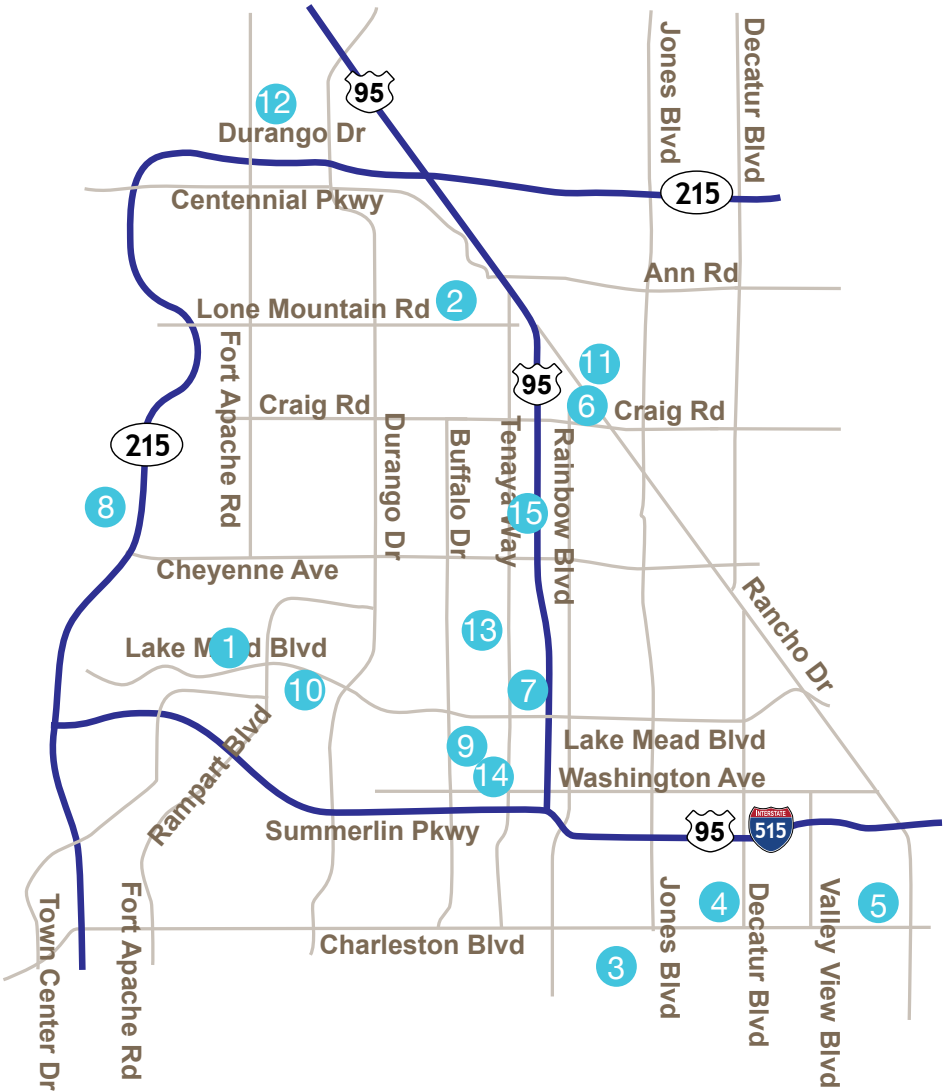 Jones Blvd
Decatur Blvd
95
12
Durango Dr
215
Centennial Pkwy
Ann Rd
Lone Mountain Rd
2
Fort Apache Rd
11
95
6
Craig Rd
Craig Rd
215
Durango Dr
Buffalo Dr
Tenaya Way
Rainbow Blvd
8
15
Cheyenne Ave
Rancho Dr
13
Lake Mead Blvd
1
10
7
Rampart Blvd
9
Lake Mead Blvd
14
Washington Ave
Summerlin Pkwy
95
INTERSTATE
515
Town Center Dr
Fort Apache Rd
Charleston Blvd
3
Jones Blvd
4
Decatur Blvd
Valley View Blvd
5